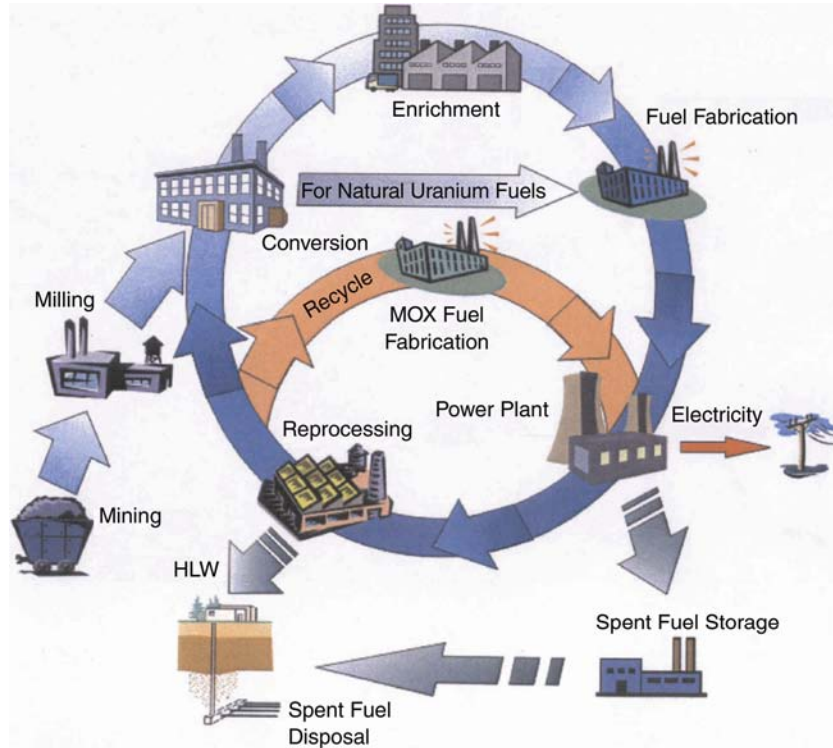 Enrichment
Fuel Fabrication
For Natural Uranium Fuels
Conversion
Recycle
MOX Fuel
Fabrication
Milling
Power Plant
Electricity
Reprocessing
Mining
HLW
Spent Fuel Storage
Spent Fuel
Disposal